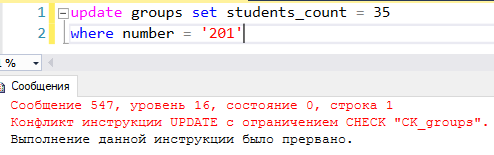 1 update groups set students_count = 35
2 where number = '201'
1 %
Сообщения
Сообщение 547, уровень 16, состояние 0, строка 1
Конфликт инструкции UPDATE с ограничением CHECK "CK_groups".
Выполнение данной инструкции было прервано.